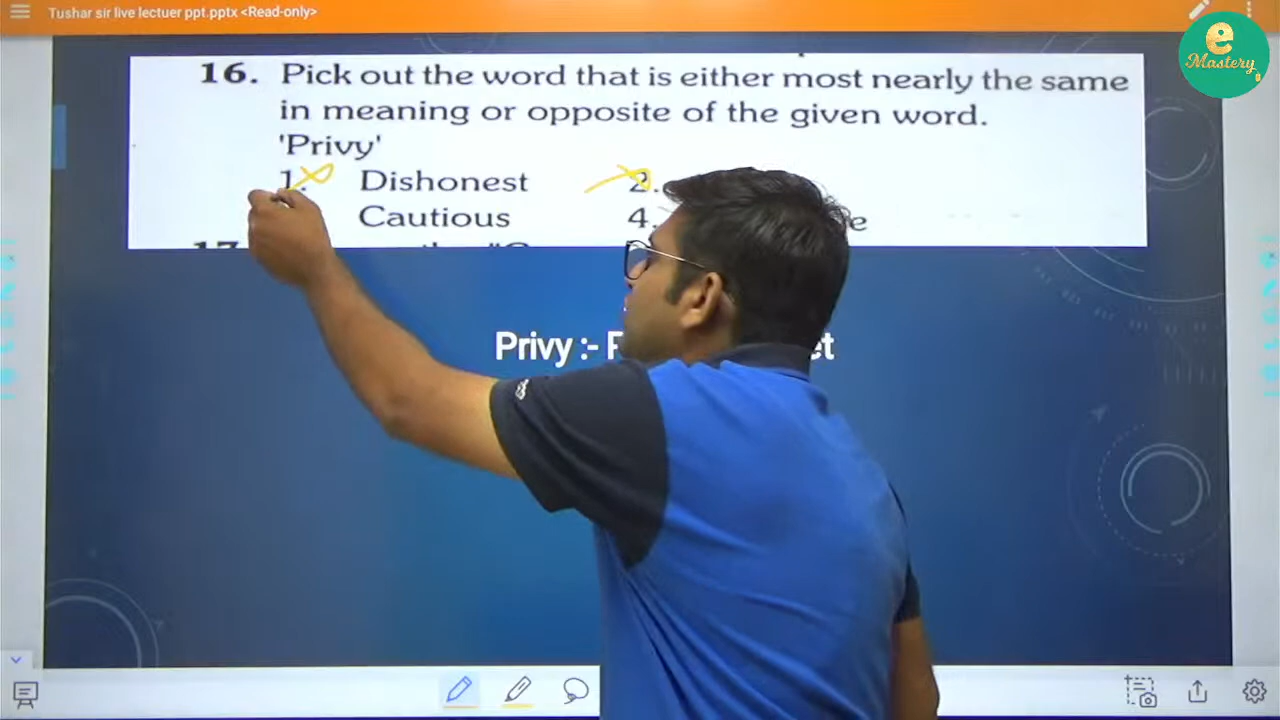 Tushar sir live lectuer ppt.pptx <Read-only>
e
Mastery
16. Pick out the word that is either most nearly the same
in meaning or opposite of the given word.
'Privy'
1. Dishonest 2.
Cautious 4.
Privy :-